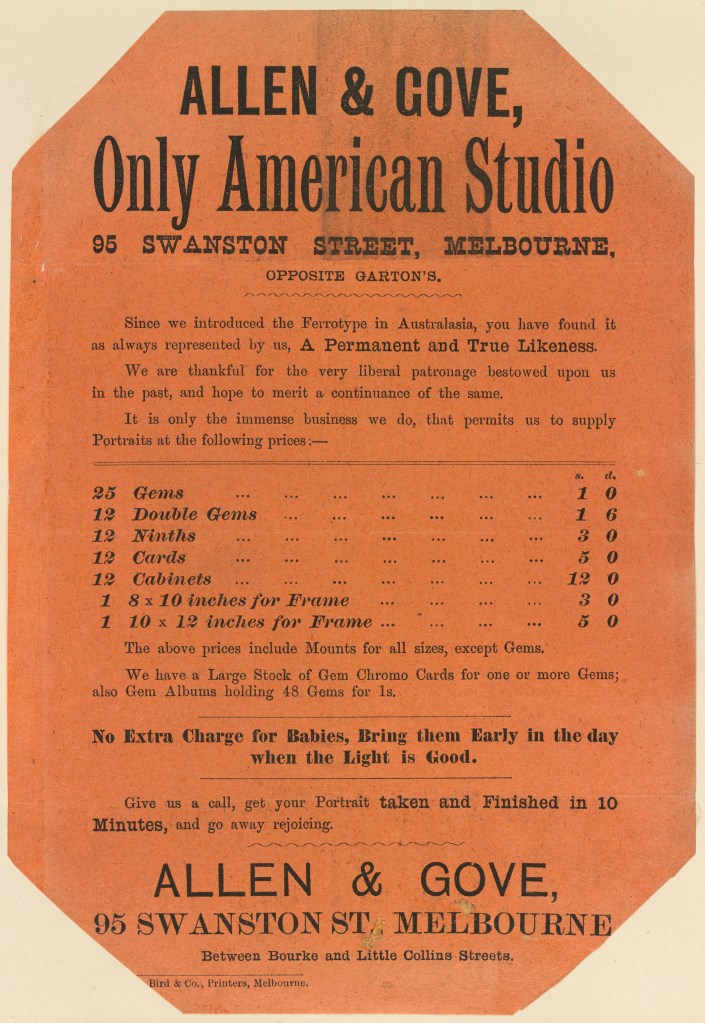 ALLEN & GOVE,
Only American Studio
95 SWANSTON STREET, MELBOURNE,
OPPOSITE GARTON'S.
Since we introduced the Ferrotype in Australasia, you have found it
as always represented by us, A Permanent and True Likeness.
We are thankful for the very liberal patronage bestowed upon us
in the past, and hope to merit a continuance of the same.
It is only the immense business we do, that permits us to supply
Portraits at the following prices:—
s. d.
25 Gems ... ... ... ... ... ... ... 1 0
12 Double Gems ... ... ... ... ... ... 1 6
12 Ninths ... ... ... ... ... ... ... 3 0
12 Cards ... ... ... ... ... ... ... 5 0
12 Cabinets ... ... ... ... ... ... ... 12 0
1 8 x 10 inches for Frame ... ... ... ... 3 0
1 10 x 12 inches for Frame ... ... ... ... 5 0
The above prices include Mounts for all sizes, except Gems.
We have a Large Stock of Gem Chromo Cards for one or more Gems;
also Gem Albums holding 48 Gems for 1s.
No Extra Charge for Babies, Bring them Early in the day
when the Light is Good.
Give us a call, get your Portrait taken and Finished in 10
Minutes, and go away rejoicing.
ALLEN & GOVE,
95 SWANSTON ST, MELBOURNE
Between Bourke and Little Collins Streets.
Bird & Co., Printers, Melbourne.